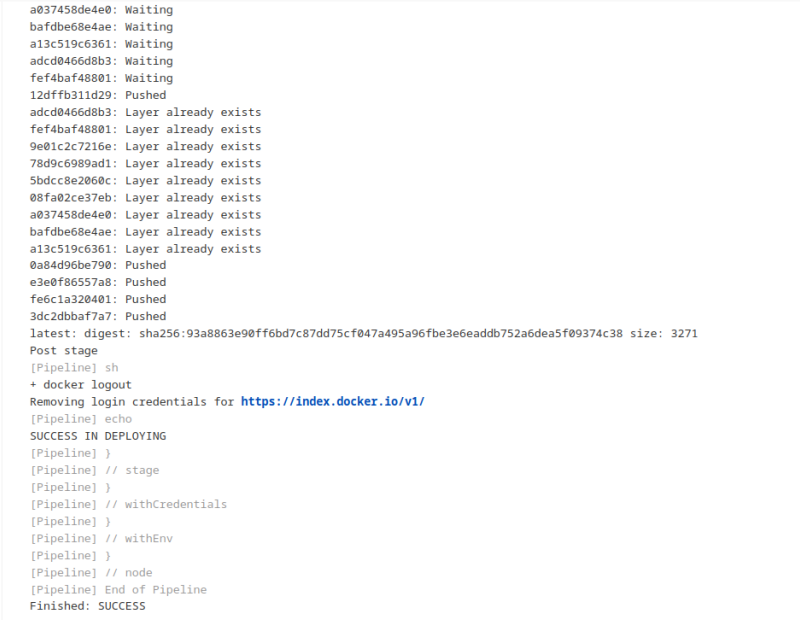 a037458de4e0: Waiting
bafdbe68e4ae: Waiting
a13c519c6361: Waiting
adcd0466d8b3: Waiting
fef4baf48801: Waiting
12dffb311d29: Pushed
adcd0466d8b3: Layer already exists
fef4baf48801: Layer already exists
9e01c2c7216e: Layer already exists
78d9c6989ad1: Layer already exists
5bdcc8e2060c: Layer already exists
08fa02ce37eb: Layer already exists
a037458de4e0: Layer already exists
bafdbe68e4ae: Layer already exists
a13c519c6361: Layer already exists
0a84d96be790: Pushed
e3e0f86557a8: Pushed
fe6c1a320401: Pushed
3dc2dbbaf7a7: Pushed
latest: digest: sha256:93a8863e90ff6bd7c87dd75cf047a495a96fbe3e6eaddb752a6dea5f09374c38 size: 3271
Post stage
[Pipeline] sh
+ docker logout
Removing login credentials for https://index.docker.io/v1/
[Pipeline] echo
SUCCESS IN DEPLOYING
[Pipeline] }
[Pipeline] // stage
[Pipeline] }
[Pipeline] // withCredentials
[Pipeline] }
[Pipeline] // withEnv
[Pipeline] }
[Pipeline] // node
[Pipeline] End of Pipeline
Finished: SUCCESS